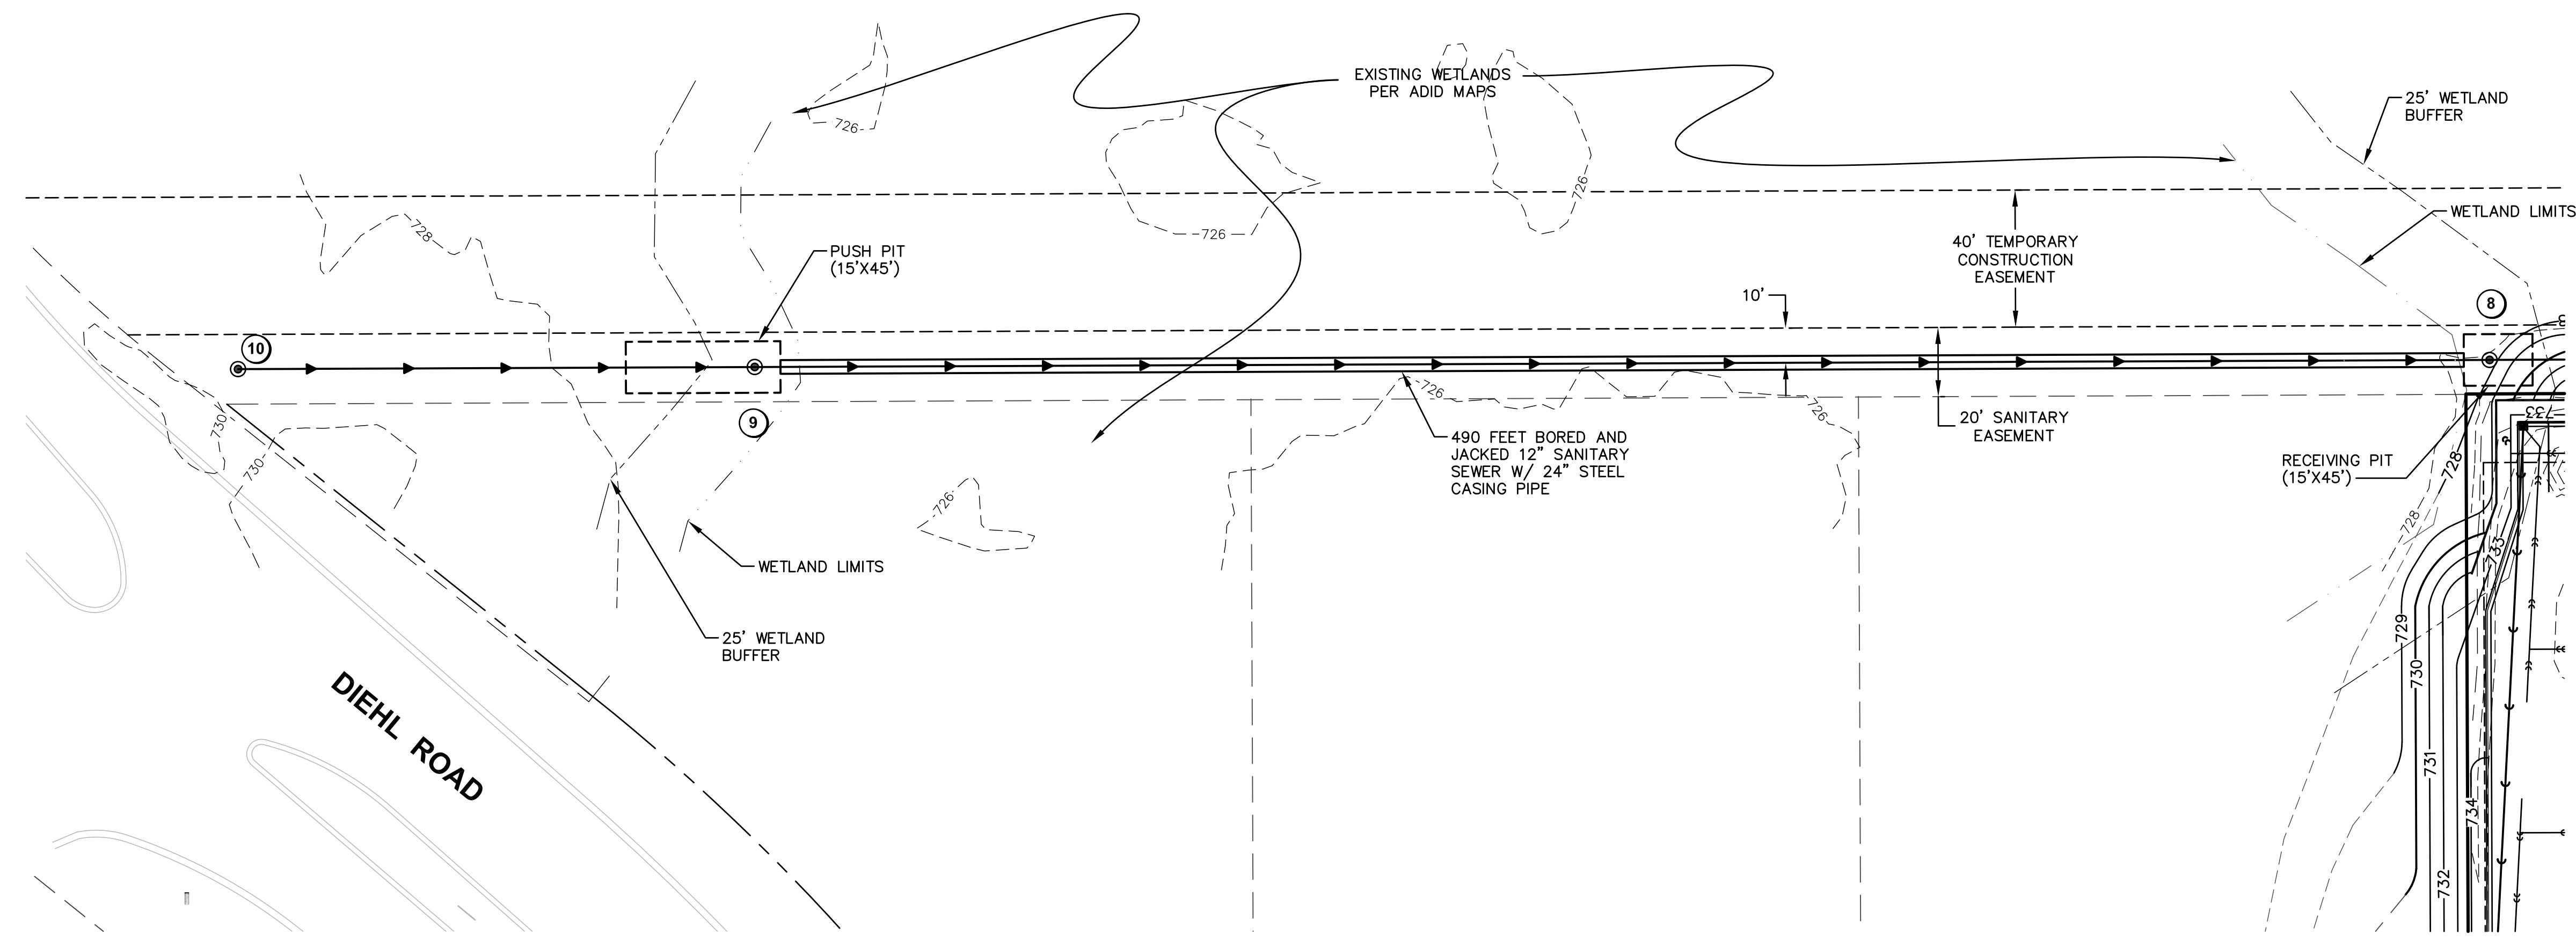 EXISTING WETLANDS
PER ADID MAPS
25' WETLAND
BUFFER
726
726
726
WETLAND LIMITS
728
PUSH PIT
(15'X45')
40' TEMPORARY
CONSTRUCTION
EASEMENT
10'
8
10
9
726
726
726
20' SANITARY
EASEMENT
490 FEET BORED AND
JACKED 12" SANITARY
SEWER W/ 24" STEEL
CASING PIPE
RECEIVING PIT
(15'X45')
730
730
733
728
728
733
WETLAND LIMITS
25' WETLAND
BUFFER
729
730
731
734
732
DIEHL ROAD